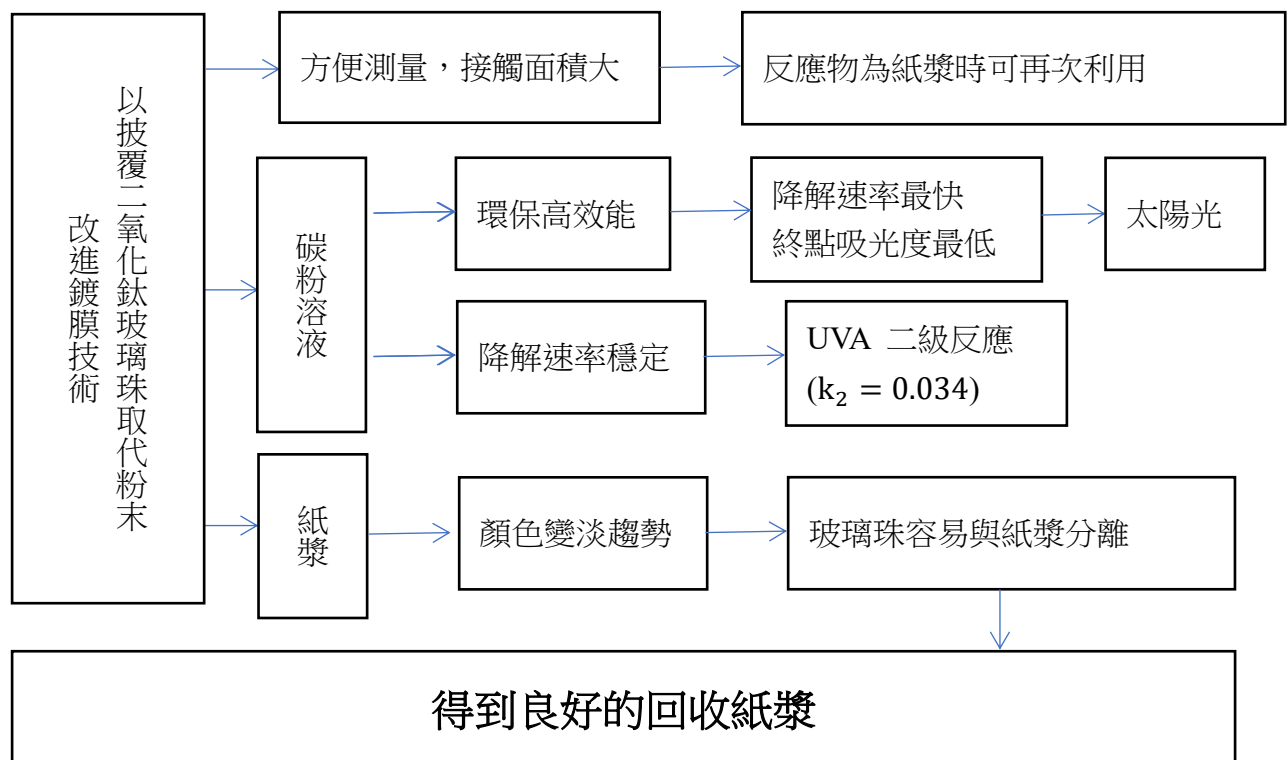 以披覆二氧化鈦玻璃珠取代粉末
改進鍍膜技術
方便測量，接觸面積大
反應物為紙漿時可再次利用
碳粉溶液
環保高效能
降解速率最快
終點吸光度最低
太陽光
降解速率穩定
UVA 二級反應
(k₂ = 0.034)
紙漿
顏色變淡趨勢
玻璃珠容易與紙漿分離
得到良好的回收紙漿